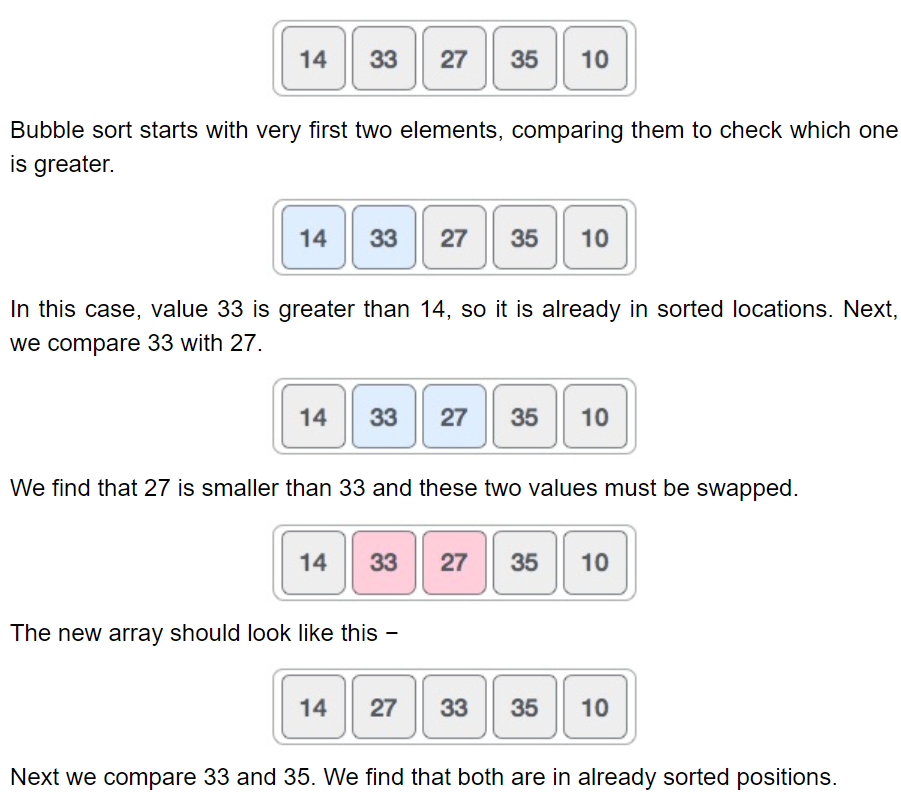 14 33 27 35 10
Bubble sort starts with very first two elements, comparing them to check which one
is greater.
14 33 27 35 10
In this case, value 33 is greater than 14, so it is already in sorted locations. Next,
we compare 33 with 27.
14 33 27 35 10
We find that 27 is smaller than 33 and these two values must be swapped.
14 33 27 35 10
The new array should look like this −
14 27 33 35 10
Next we compare 33 and 35. We find that both are in already sorted positions.